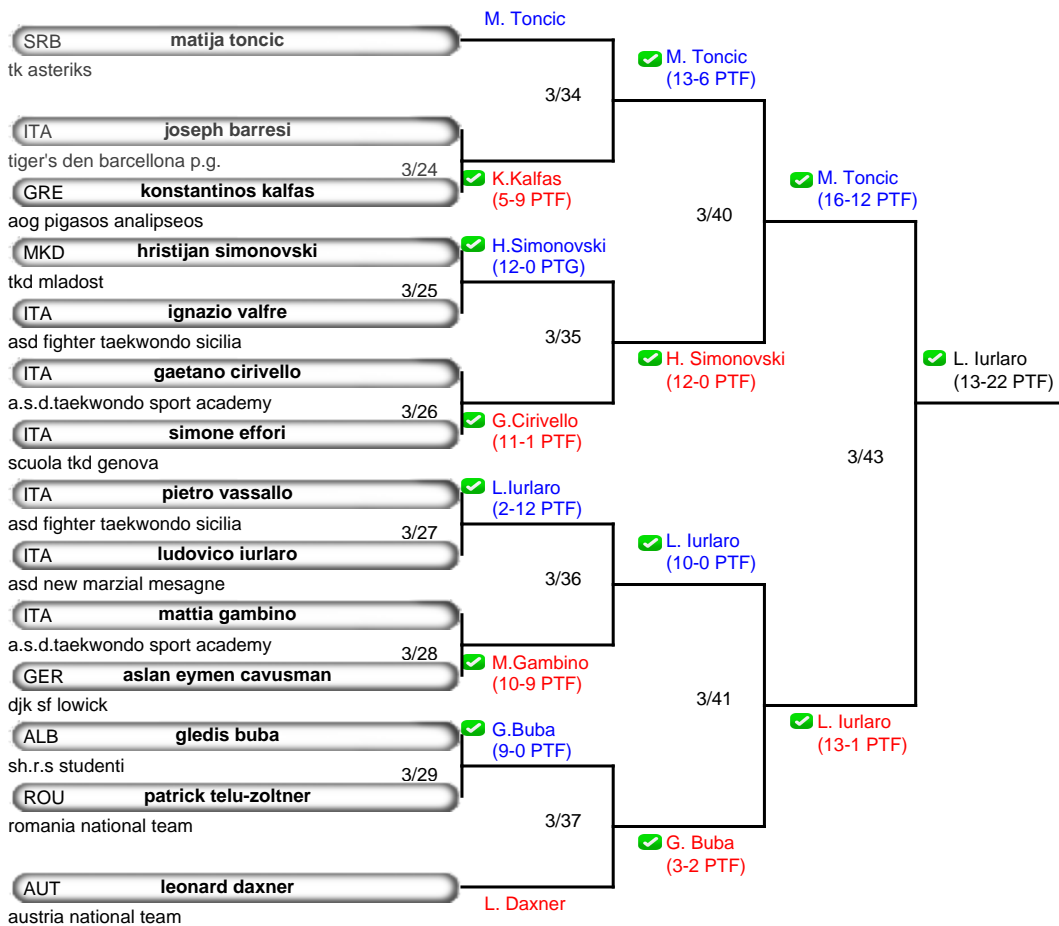 M. Toncic
SRB matija toncic
tk asteriks
M. Toncic
(13-6 PTF)
3/34
ITA joseph barresi
tiger's den barcellona p.g.
3/24
K.Kalfas
(5-9 PTF)
GRE konstantinos kalfas
aog pigasos analipseos
M. Toncic
(16-12 PTF)
3/40
MKD hristijan simonovski
tkd mladost
H.Simonovski
(12-0 PTG)
3/25
ITA ignazio valfre
asd fighter taekwondo sicilia
3/35
H. Simonovski
(12-0 PTF)
L. Iurlaro
(13-22 PTF)
ITA gaetano cirivello
a.s.d.taekwondo sport academy
3/26
G.Cirivello
(11-1 PTF)
ITA simone effori
scuola tkd genova
3/43
ITA pietro vassallo
asd fighter taekwondo sicilia
L.Iurlaro
(2-12 PTF)
3/27
ITA ludovico iurlaro
asd new marzial mesagne
L. Iurlaro
(10-0 PTF)
3/36
ITA mattia gambino
a.s.d.taekwondo sport academy
3/28
M.Gambino
(10-9 PTF)
GER aslan eymen cavusman
djk sf lowick
3/41
L. Iurlaro
(13-1 PTF)
ALB gledis buba
sh.r.s studenti
G.Buba
(9-0 PTF)
3/29
ROU patrick telu-zoltner
romania national team
3/37
G. Buba
(3-2 PTF)
AUT leonard daxner
austria national team
L. Daxner